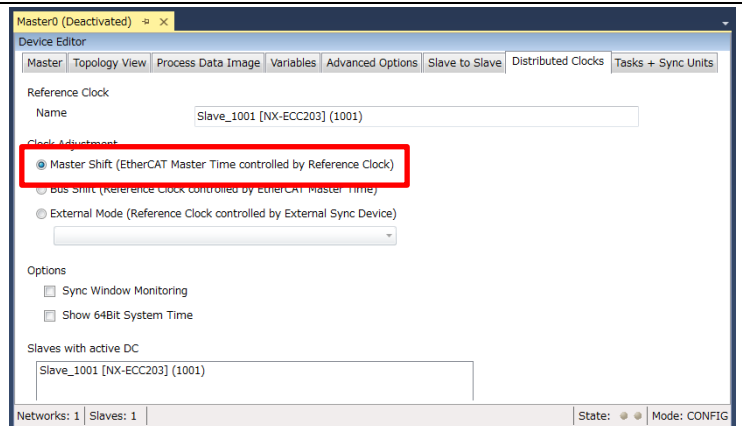 Master0 (Deactivated)
Device Editor
Master Topology View Process Data Image Variables Advanced Options Slave to Slave Distributed Clocks Tasks + Sync Units
Reference Clock
Name Slave_1001 [NX-ECC203] (1001)
Clock Adjustment
Master Shift (EtherCAT Master Time controlled by Reference Clock)
Bus Shift (Reference Clock controlled by EtherCAT Master Time)
External Mode (Reference Clock controlled by External Sync Device)
Options
Sync Window Monitoring
Show 64Bit System Time
Slaves with active DC
Slave_1001 [NX-ECC203] (1001)
Networks: 1 Slaves: 1 State: Mode: CONFIG